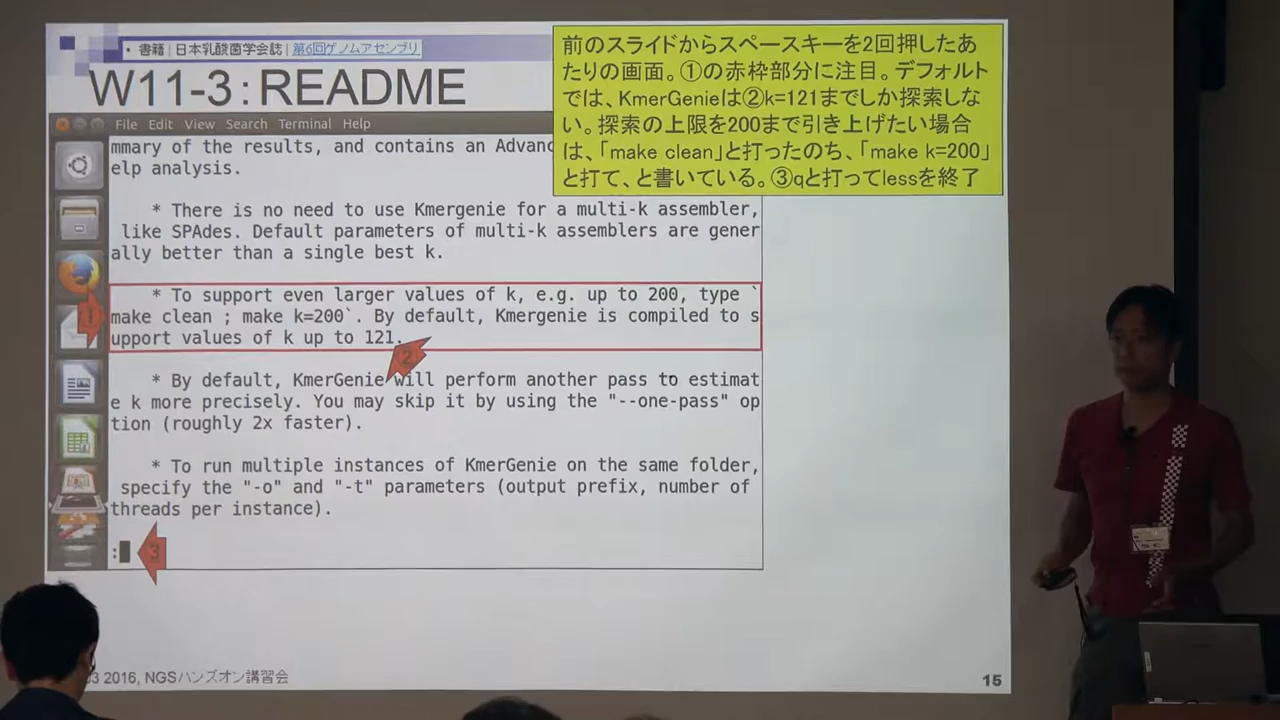 • 書籍 | 日本乳酸菌学会誌 | 第6回ゲノムアセンブリ
W11-3：README
前のスライドからスペースキーを2回押したあ
たりの画面。①の赤枠部分に注目。デフォルト
では、KmerGenieは②k=121までしか探索しな
い。探索の上限を200まで引き上げたい場合
は、「make clean」と打ったのち、「make k=200」
と打て、と書いている。③qと打ってlessを終了
File Edit View Search Terminal Help
mmary of the results, and contains an Advanc
elp analysis.
* There is no need to use Kmergenie for a multi-k assembler,
like SPAdes. Default parameters of multi-k assemblers are gener
ally better than a single best k.
* To support even larger values of k, e.g. up to 200, type `
make clean ; make k=200`. By default, Kmergenie is compiled to s
upport values of k up to 121.
1
2
* By default, KmerGenie will perform another pass to estimat
e k more precisely. You may skip it by using the "--one-pass" op
tion (roughly 2x faster).
* To run multiple instances of KmerGenie on the same folder,
specify the "-o" and "-t" parameters (output prefix, number of
threads per instance).
:
3
3 2016, NGSハンズオン講習会
15